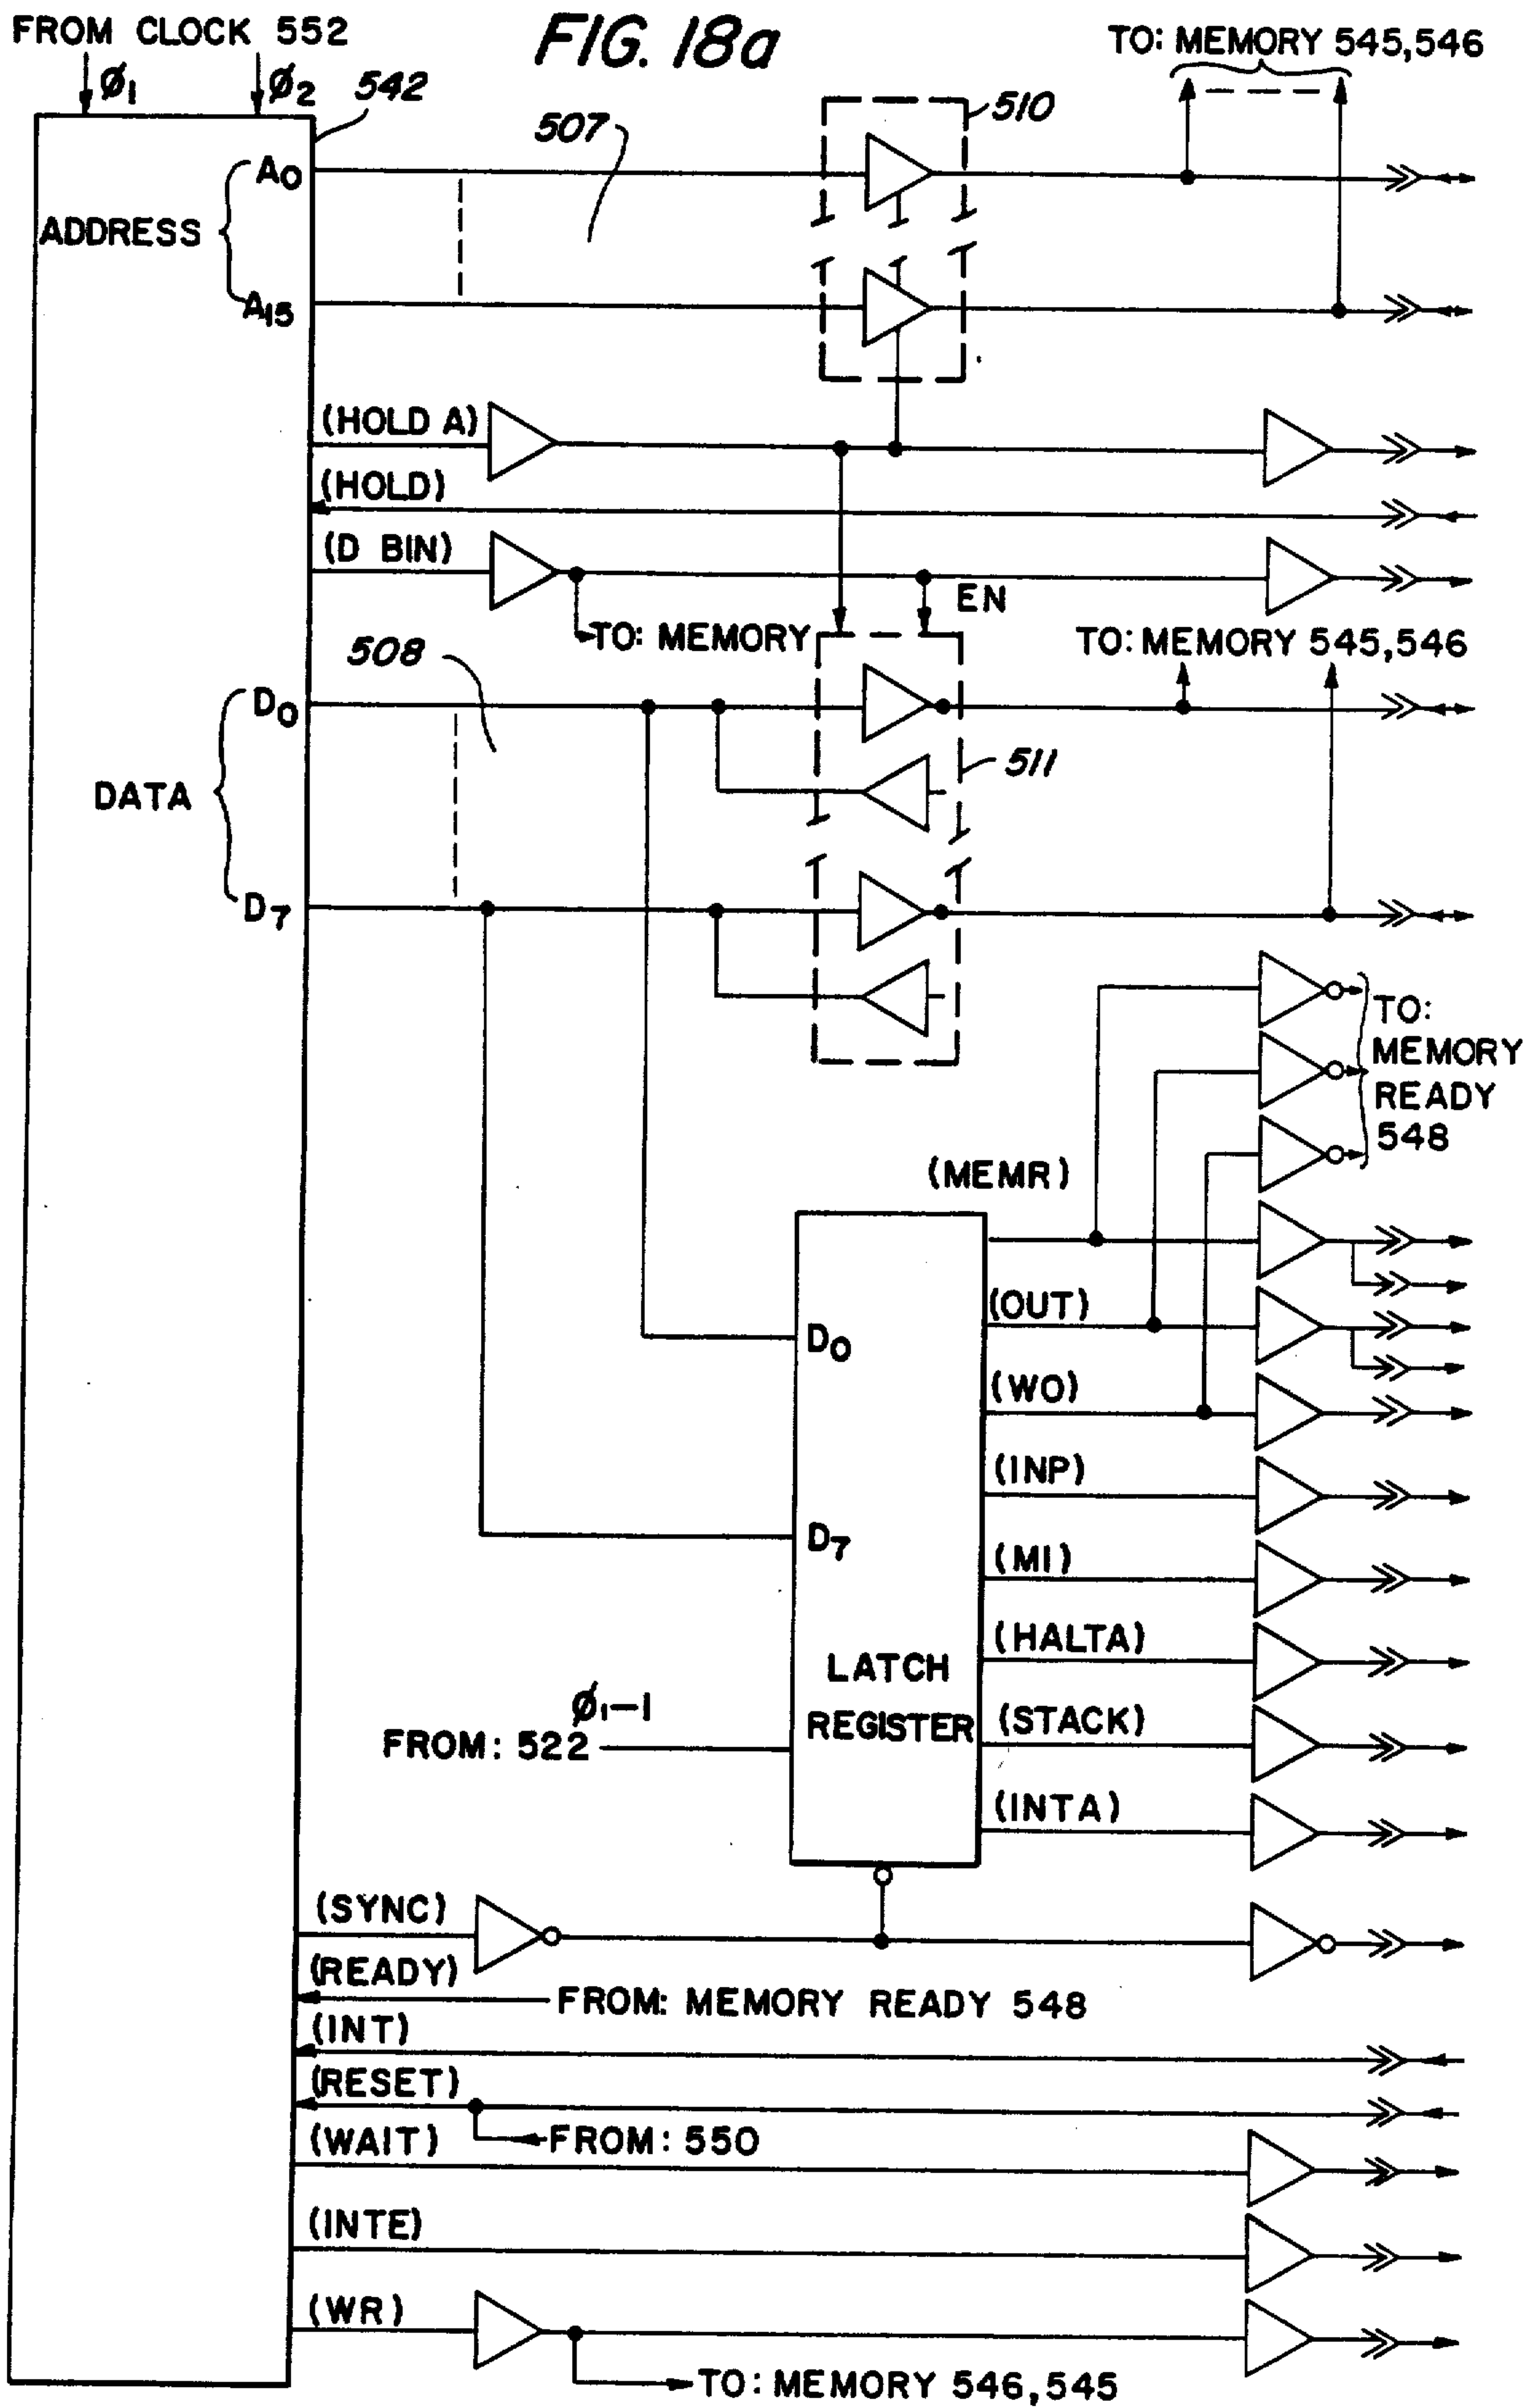 FROM CLOCK 552
FIG. 18a
TO: MEMORY 545,546
Ø1
Ø2
542
507
510
A0
ADDRESS
A15
(HOLD A)
(HOLD)
(D BIN)
EN
TO: MEMORY
TO: MEMORY 545,546
508
D0
511
DATA
D7
TO:
MEMORY
READY
548
(MEMR)
(OUT)
D0
(WO)
(INP)
D7
(MI)
(HALTA)
LATCH
REGISTER
Ø1-1
FROM: 522
(STACK)
(INTA)
(SYNC)
(READY)
FROM: MEMORY READY 548
(INT)
(RESET)
FROM: 550
(WAIT)
(INTE)
(WR)
TO: MEMORY 546,545